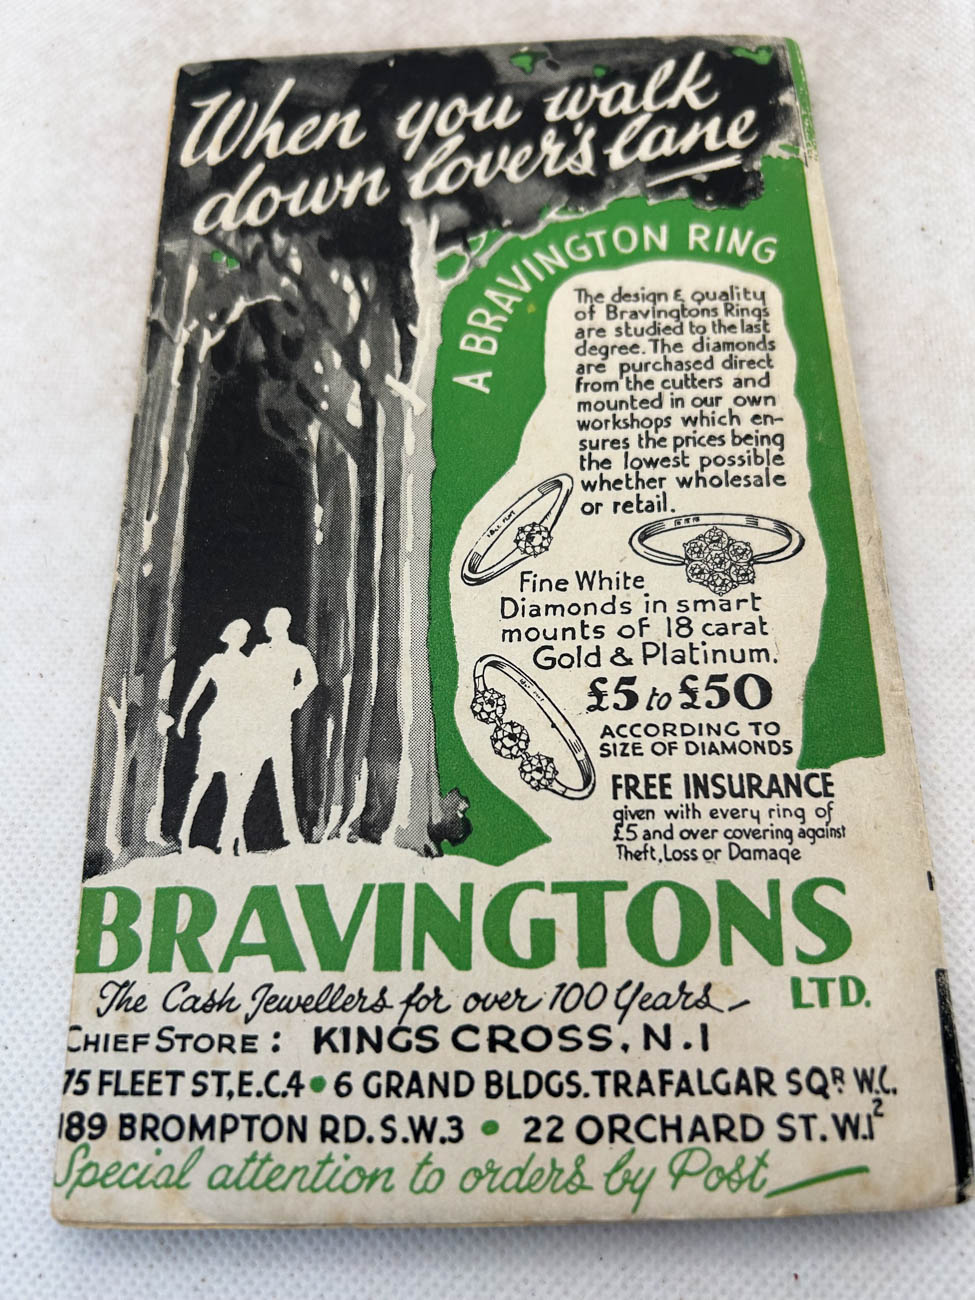 When you walk
down lover's lane
A BRAVINGTON RING
The design & quality
of Bravingtons Rings
are studied to the last
degree. The diamonds
are purchased direct
from the cutters and
mounted in our own
workshops which en-
sures the prices being
the lowest possible
whether wholesale
or retail.
Fine White
Diamonds in smart
mounts of 18 carat
Gold & Platinum.
£5 to £50
ACCORDING TO
SIZE OF DIAMONDS
FREE INSURANCE
given with every ring of
£5 and over covering against
Theft, Loss or Damage
BRAVINGTONS
LTD.
The Cash Jewellers for over 100 Years
CHIEF STORE: KINGS CROSS, N.1
75 FLEET ST., E.C.4 • 6 GRAND BLDGS. TRAFALGAR SQR W.C.2
189 BROMPTON RD. S.W.3 • 22 ORCHARD ST. W.1
Special attention to orders by Post